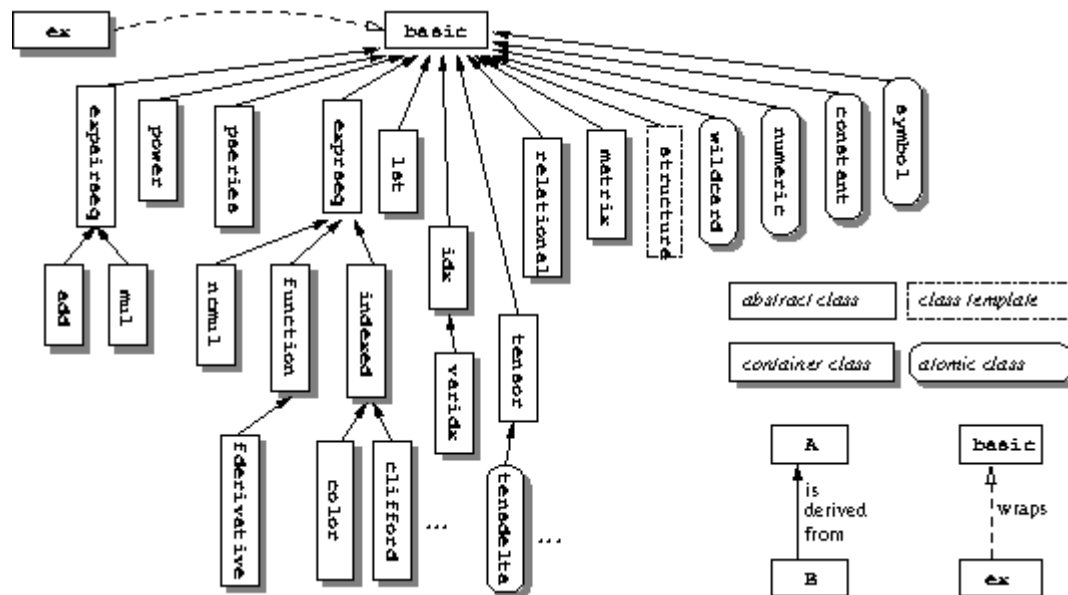 ex
basic
expairseq
power
pseries
exprseq
lst
idx
tensor
relational
matrix
structure
wildcard
numeric
constant
symbol
add
mul
ncmul
function
indexed
varidx
fderivative
color
clifford
...
tensdelta
...
abstract class
class template
container class
atomic class
A
is
derived
from
B
basic
wraps
ex